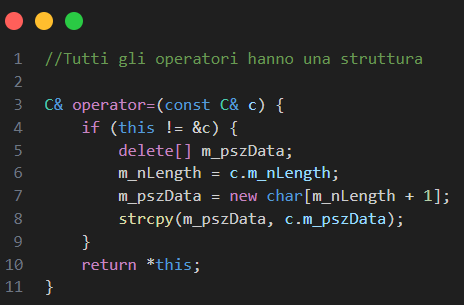 1 //Tutti gli operatori hanno una struttura
2
3 C& operator=(const C& c) {
4     if (this != &c) {
5         delete[] m_pszData;
6         m_nLength = c.m_nLength;
7         m_pszData = new char[m_nLength + 1];
8         strcpy(m_pszData, c.m_pszData);
9     }
10     return *this;
11 }